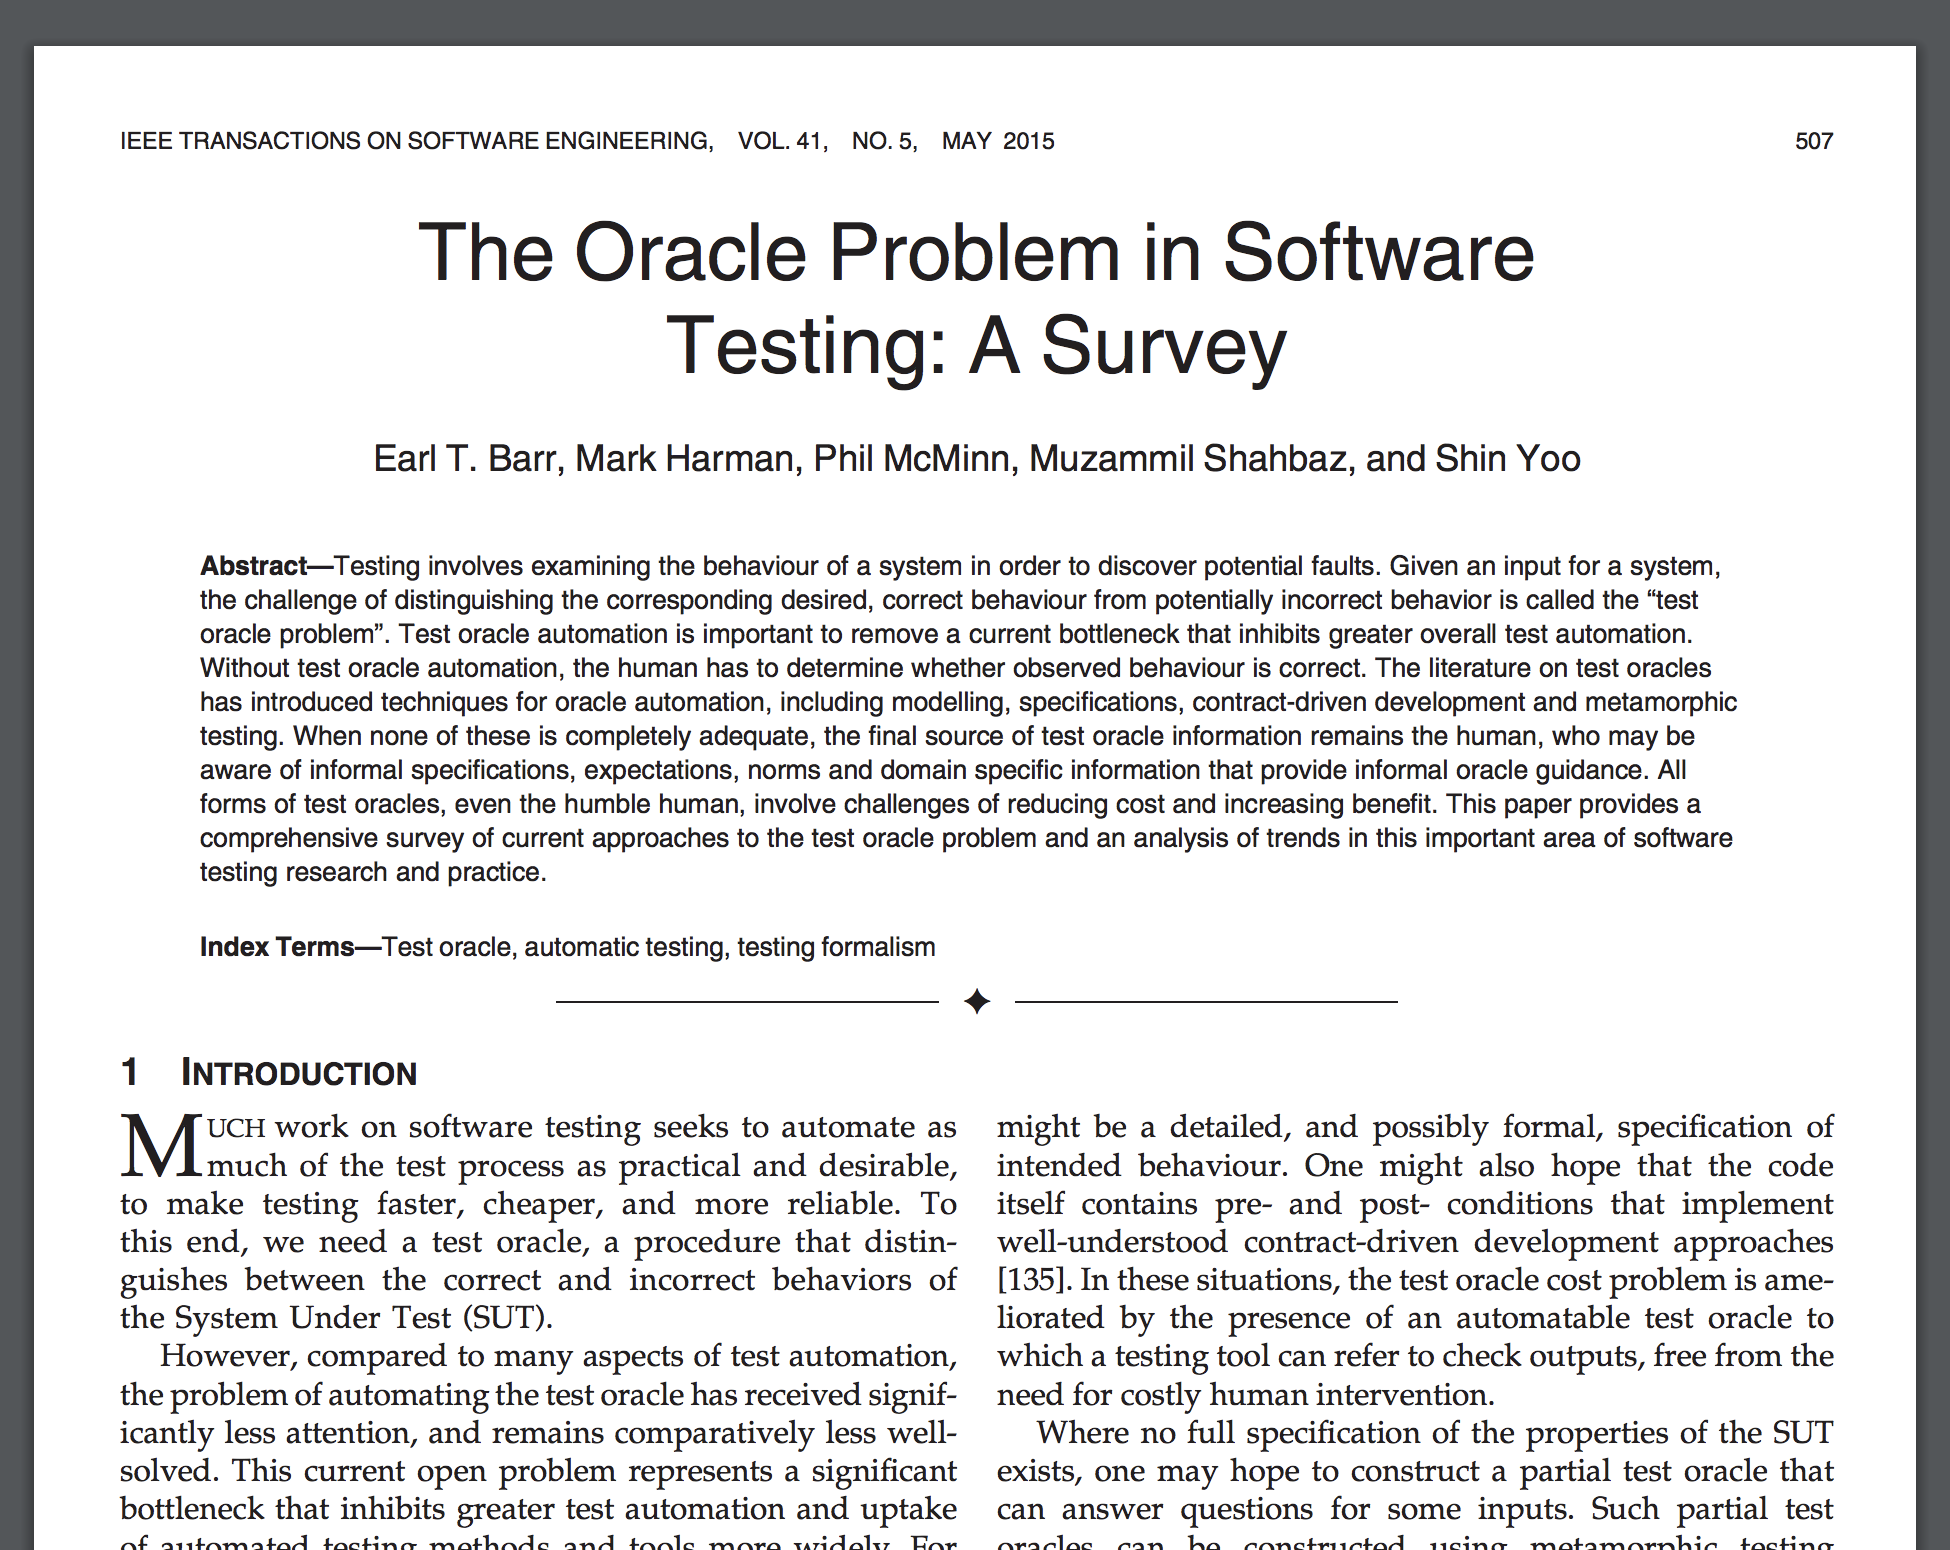 IEEE TRANSACTIONS ON SOFTWARE ENGINEERING, VOL. 41, NO. 5, MAY 2015 507
The Oracle Problem in Software
Testing: A Survey
Earl T. Barr, Mark Harman, Phil McMinn, Muzammil Shahbaz, and Shin Yoo
Abstract—Testing involves examining the behaviour of a system in order to discover potential faults. Given an input for a system,
the challenge of distinguishing the corresponding desired, correct behaviour from potentially incorrect behavior is called the “test
oracle problem”. Test oracle automation is important to remove a current bottleneck that inhibits greater overall test automation.
Without test oracle automation, the human has to determine whether observed behaviour is correct. The literature on test oracles
has introduced techniques for oracle automation, including modelling, specifications, contract-driven development and metamorphic
testing. When none of these is completely adequate, the final source of test oracle information remains the human, who may be
aware of informal specifications, expectations, norms and domain specific information that provide informal oracle guidance. All
forms of test oracles, even the humble human, involve challenges of reducing cost and increasing benefit. This paper provides a
comprehensive survey of current approaches to the test oracle problem and an analysis of trends in this important area of software
testing research and practice.
Index Terms—Test oracle, automatic testing, testing formalism
1 INTRODUCTION
MUCH work on software testing seeks to automate as
much of the test process as practical and desirable,
to make testing faster, cheaper, and more reliable. To
this end, we need a test oracle, a procedure that distin-
guishes between the correct and incorrect behaviors of
the System Under Test (SUT).
However, compared to many aspects of test automation,
the problem of automating the test oracle has received signif-
icantly less attention, and remains comparatively less well-
solved. This current open problem represents a significant
bottleneck that inhibits greater test automation and uptake
of automated testing methods and tools more widely. For
might be a detailed, and possibly formal, specification of
intended behaviour. One might also hope that the code
itself contains pre- and post- conditions that implement
well-understood contract-driven development approaches
[135]. In these situations, the test oracle cost problem is ame-
liorated by the presence of an automatable test oracle to
which a testing tool can refer to check outputs, free from the
need for costly human intervention.
Where no full specification of the properties of the SUT
exists, one may hope to construct a partial test oracle that
can answer questions for some inputs. Such partial test
oracles can be constructed using metamorphic testing